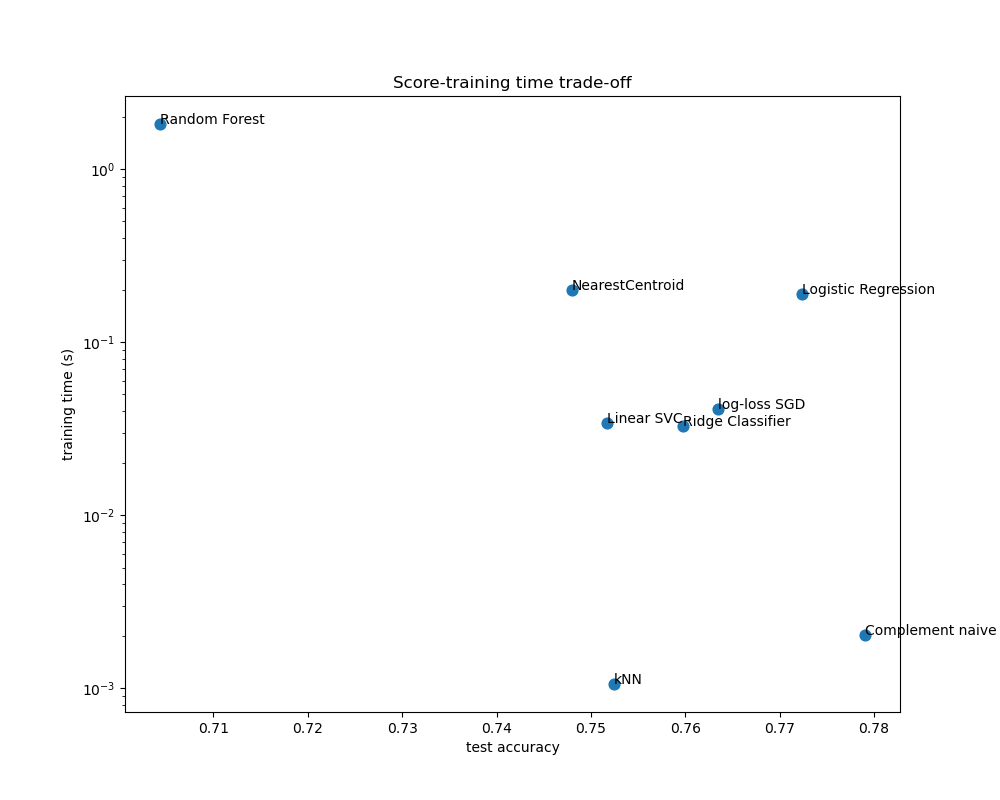 Score-training time trade-off
Random Forest
NearestCentroid
Logistic Regression
log-loss SGD
Linear SVC
Ridge Classifier
Complement naive
kNN
training time (s)
10⁰
10⁻¹
10⁻²
10⁻³
0.71 0.72 0.73 0.74 0.75 0.76 0.77 0.78
test accuracy